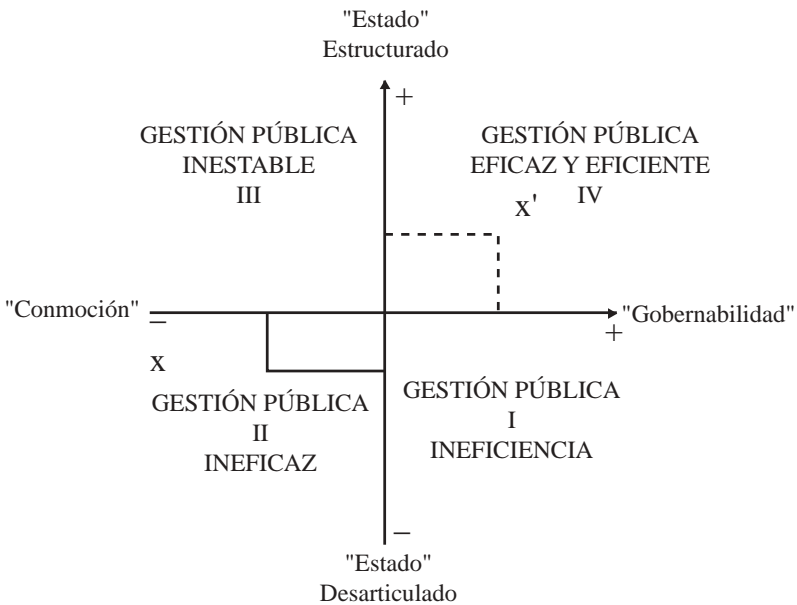 "Estado"
Estructurado
+
GESTIÓN PÚBLICA
INESTABLE
III
GESTIÓN PÚBLICA
EFICAZ Y EFICIENTE
IV
x'
"Conmoción"
–
"Gobernabilidad"
+
x
GESTIÓN PÚBLICA
II
INEFICAZ
GESTIÓN PÚBLICA
I
INEFICIENCIA
–
"Estado"
Desarticulado